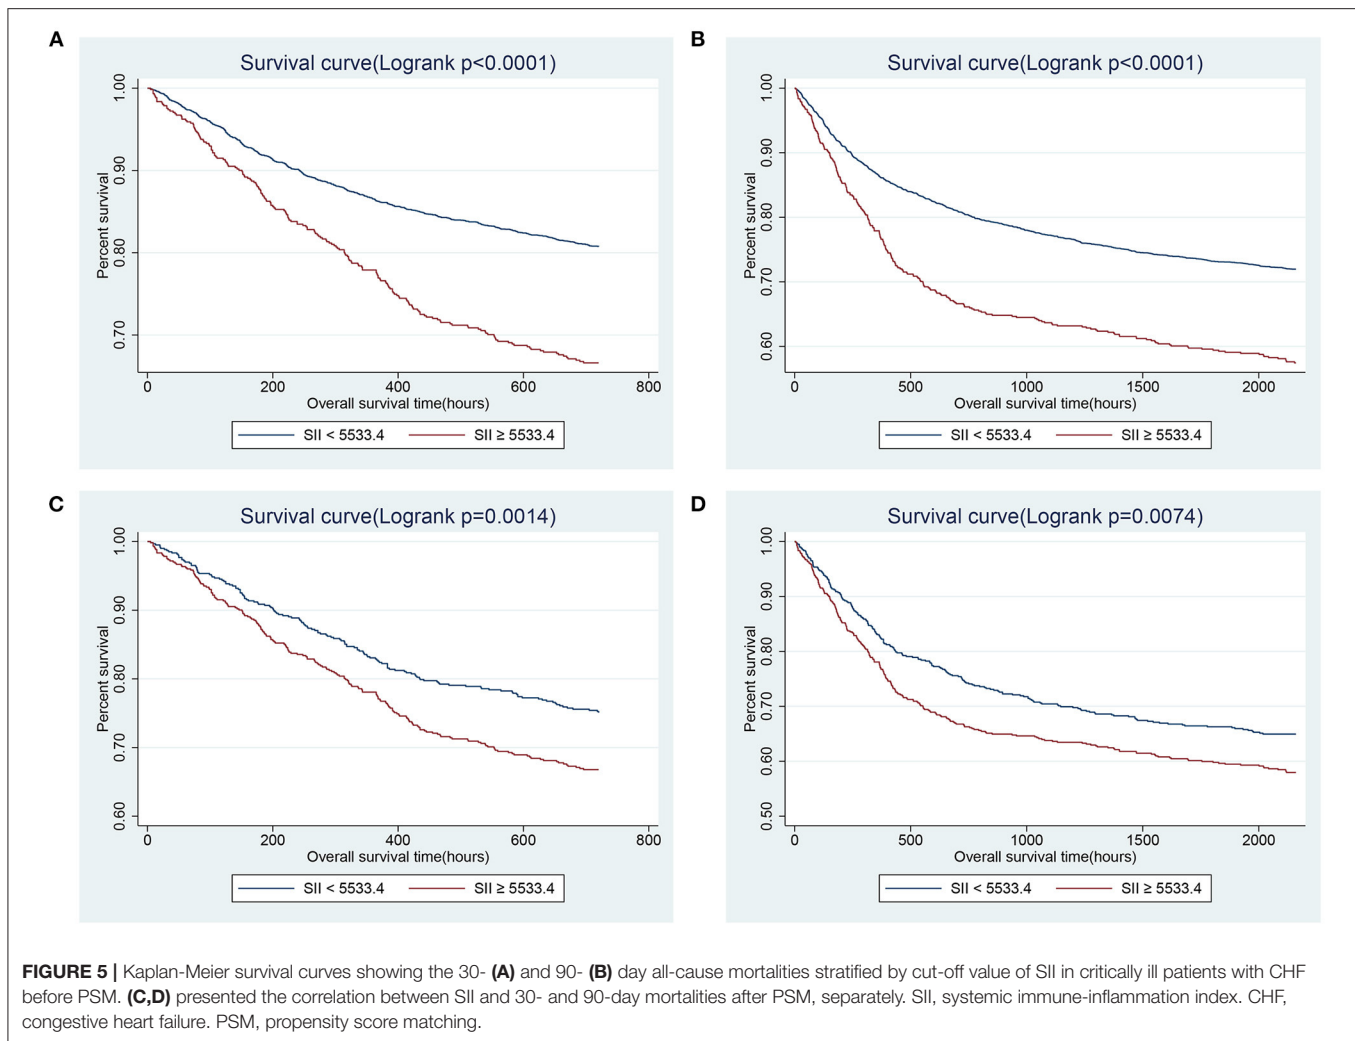 A
Survival curve(Logrank p<0.0001)
Percent survival
1.00
0.90
0.80
0.70
0 200 400 600 800
Overall survival time(hours)
SII < 5533.4 SII ≥ 5533.4
B
Survival curve(Logrank p<0.0001)
Percent survival
1.00
0.90
0.80
0.70
0.60
0 500 1000 1500 2000
Overall survival time(hours)
SII < 5533.4 SII ≥ 5533.4
C
Survival curve(Logrank p=0.0014)
Percent survival
1.00
0.90
0.80
0.70
0.60
0 200 400 600 800
Overall survival time(hours)
SII < 5533.4 SII ≥ 5533.4
D
Survival curve(Logrank p=0.0074)
Percent survival
1.00
0.90
0.80
0.70
0.60
0.50
0 500 1000 1500 2000
Overall survival time(hours)
SII < 5533.4 SII ≥ 5533.4
FIGURE 5 | Kaplan-Meier survival curves showing the 30- (A) and 90- (B) day all-cause mortalities stratified by cut-off value of SII in critically ill patients with CHF
before PSM. (C,D) presented the correlation between SII and 30- and 90-day mortalities after PSM, separately. SII, systemic immune-inflammation index. CHF,
congestive heart failure. PSM, propensity score matching.